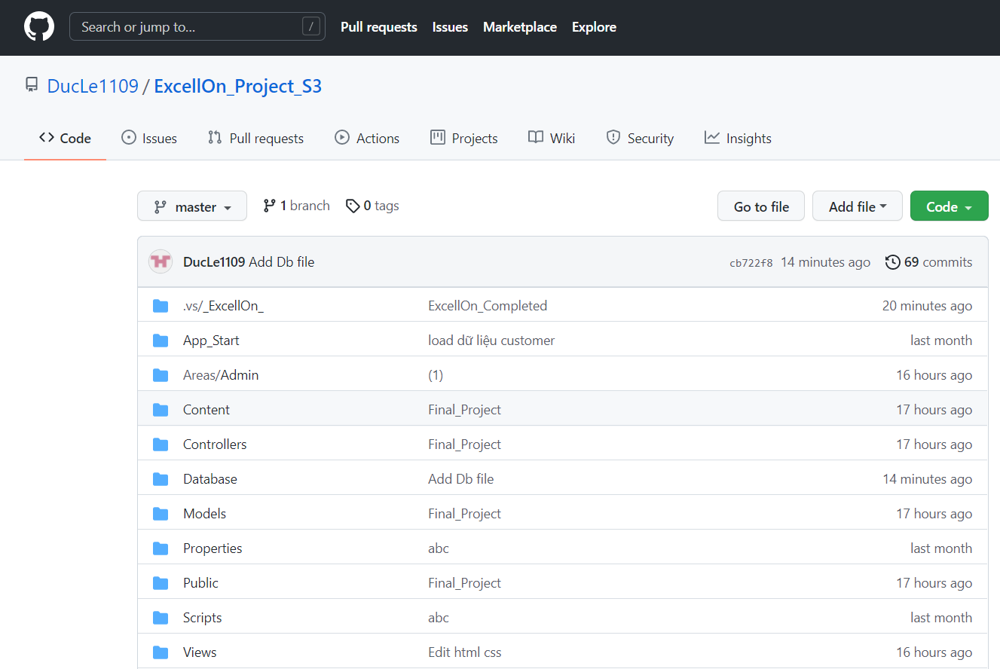 Search or jump to... / Pull requests Issues Marketplace Explore
DucLe1109 / ExcellOn_Project_S3
<> Code Issues Pull requests Actions Projects Wiki Security Insights
master 1 branch 0 tags Go to file Add file Code
DucLe1109 Add Db file cb722f8 14 minutes ago 69 commits
.vs/_ExcellOn_ ExcellOn_Completed 20 minutes ago
App_Start load dữ liệu customer last month
Areas/Admin (1) 16 hours ago
Content Final_Project 17 hours ago
Controllers Final_Project 17 hours ago
Database Add Db file 14 minutes ago
Models Final_Project 17 hours ago
Properties abc last month
Public Final_Project 17 hours ago
Scripts abc last month
Views Edit html css 16 hours ago